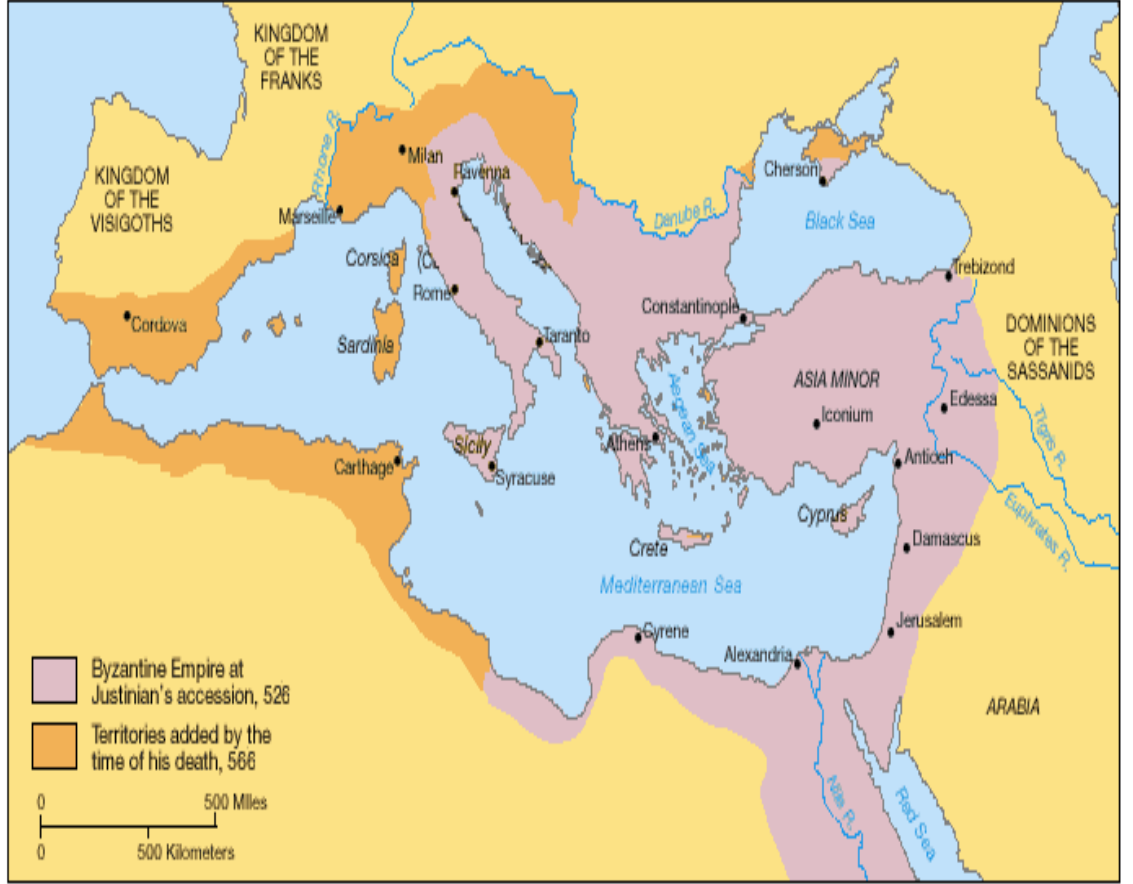 KINGDOM
OF THE
FRANKS
KINGDOM
OF THE
VISIGOTHS
Rhone R.
Milan
Ravenna
Marseille
Corsica
(C
Rome
Sardinia
Taranto
Cordova
Danube R.
Cherson
Black Sea
Trebizond
Constantinople
DOMINIONS
OF THE
SASSANIDS
ASIA MINOR
Iconium
Edessa
Tigris R.
Aegean Sea
Athens
Sicily
Syracuse
Carthage
Antioch
Euphrates R.
Cyprus
Crete
Damascus
Mediterranean Sea
Jerusalem
Cyrene
Alexandria
ARABIA
Nile R.
Red Sea
Byzantine Empire at
Justinian's accession, 526
Territories added by the
time of his death, 566
0 500 Miles
0 500 Kilometers